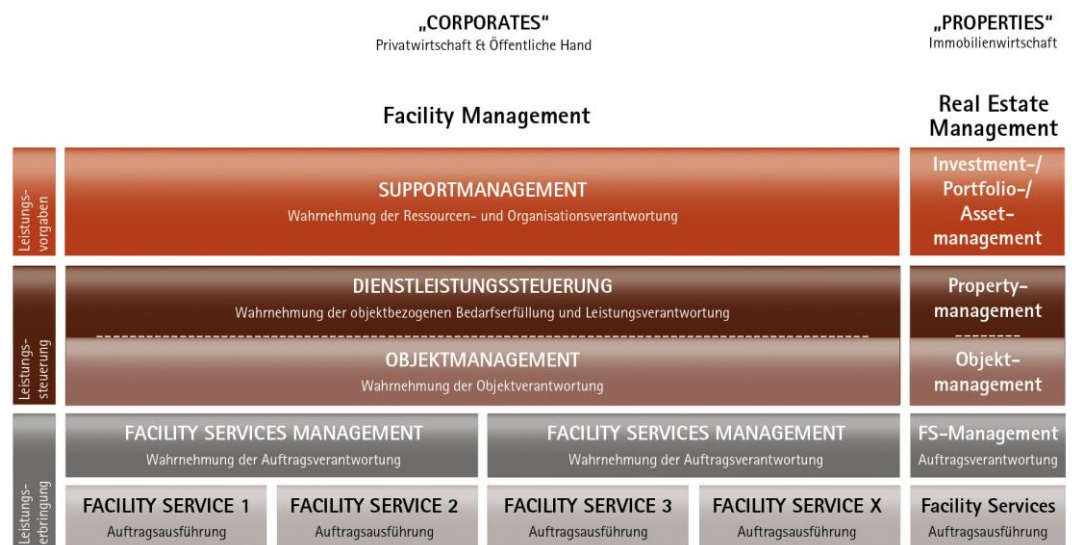 „CORPORATES“
Privatwirtschaft & Öffentliche Hand
„PROPERTIES“
Immobilienwirtschaft
Facility Management
Real Estate
Management
Leistungs-
vorgaben
SUPPORTMANAGEMENT
Wahrnehmung der Ressourcen- und Organisationsverantwortung
Investment-/
Portfolio-/
Asset-
management
Leistungs-
steuerung
DIENSTLEISTUNGSSTEUERUNG
Wahrnehmung der objektbezogenen Bedarfserfüllung und Leistungsverantwortung
Property-
management
OBJEKTMANAGEMENT
Wahrnehmung der Objektverantwortung
Objekt-
management
Leistungs-
erbringung
FACILITY SERVICES MANAGEMENT
Wahrnehmung der Auftragsverantwortung
FACILITY SERVICES MANAGEMENT
Wahrnehmung der Auftragsverantwortung
FS-Management
Auftragsverantwortung
FACILITY SERVICE 1
Auftragsausführung
FACILITY SERVICE 2
Auftragsausführung
FACILITY SERVICE 3
Auftragsausführung
FACILITY SERVICE X
Auftragsausführung
Facility Services
Auftragsausführung